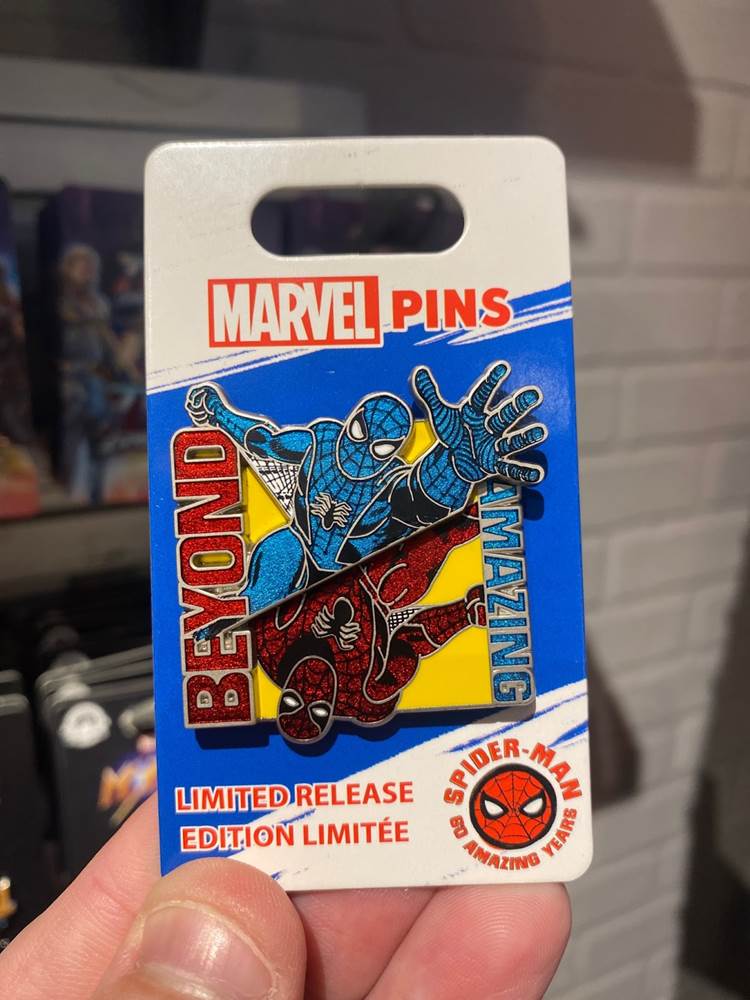 MARVEL PINS
BEYOND
AMAZING
LIMITED RELEASE
EDITION LIMITÉE
SPIDER-MAN
60 AMAZING YEARS